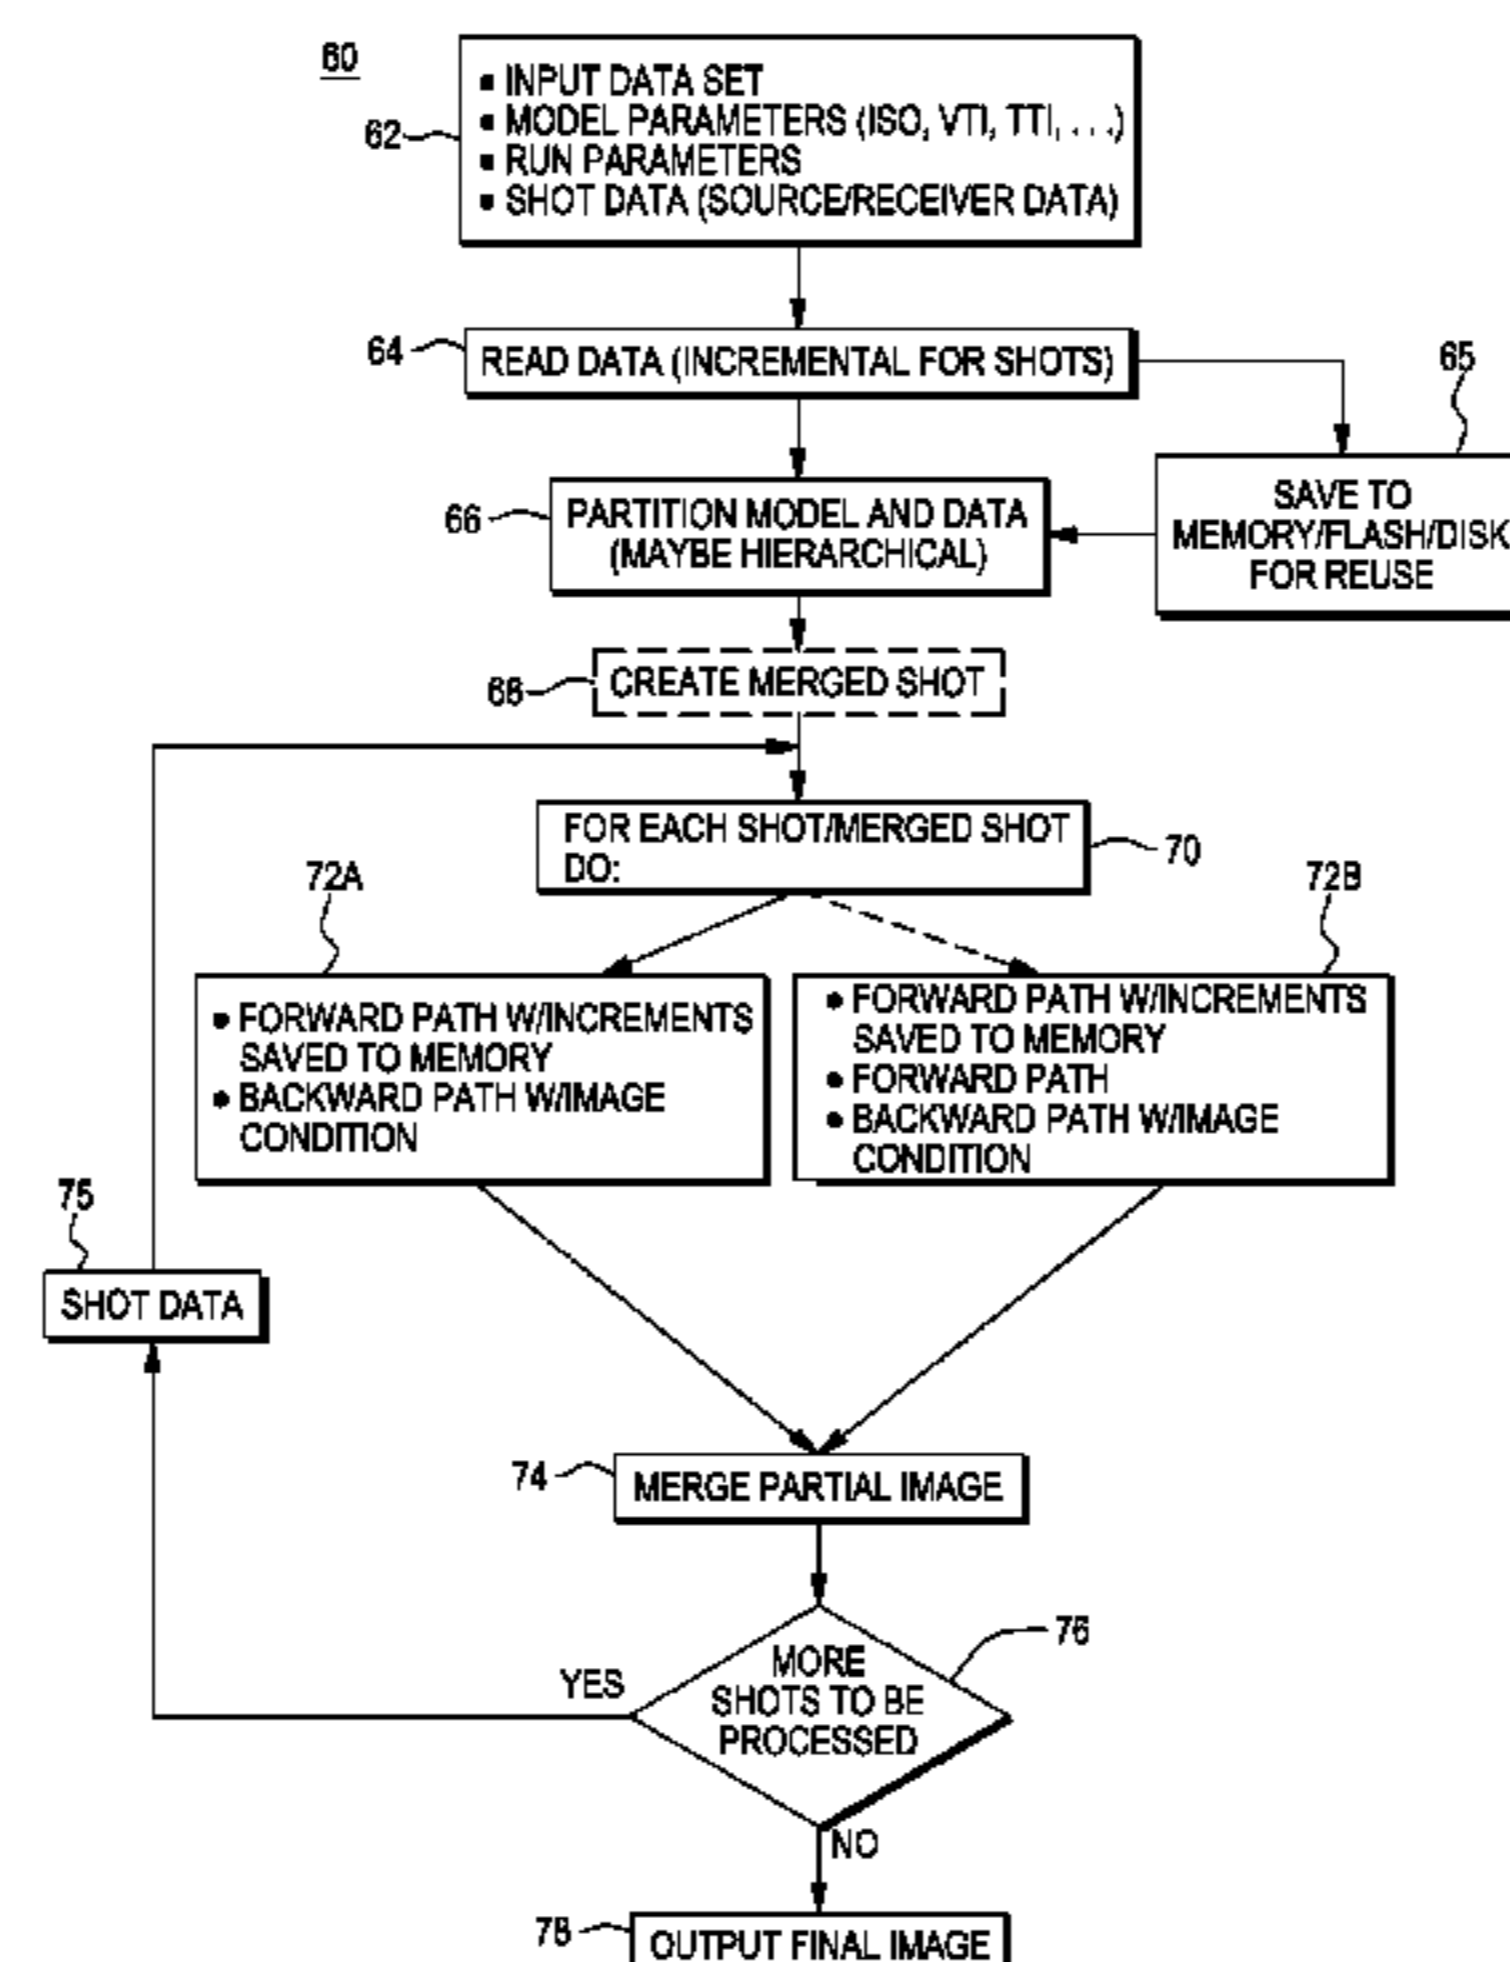 60
62
• INPUT DATA SET
• MODEL PARAMETERS (ISO, VTI, TTI, . . .)
• RUN PARAMETERS
• SHOT DATA (SOURCE/RECEIVER DATA)
64
READ DATA (INCREMENTAL FOR SHOTS)
65
SAVE TO
MEMORY/FLASH/DISK
FOR REUSE
66
PARTITION MODEL AND DATA
(MAYBE HIERARCHICAL)
68
CREATE MERGED SHOT
FOR EACH SHOT/MERGED SHOT
DO:
70
72A
72B
• FORWARD PATH W/INCREMENTS
SAVED TO MEMORY
• BACKWARD PATH W/IMAGE
CONDITION
• FORWARD PATH W/INCREMENTS
SAVED TO MEMORY
• FORWARD PATH
• BACKWARD PATH W/IMAGE
CONDITION
75
SHOT DATA
74
MERGE PARTIAL IMAGE
76
MORE
SHOTS TO BE
PROCESSED
YES
NO
78
OUTPUT FINAL IMAGE